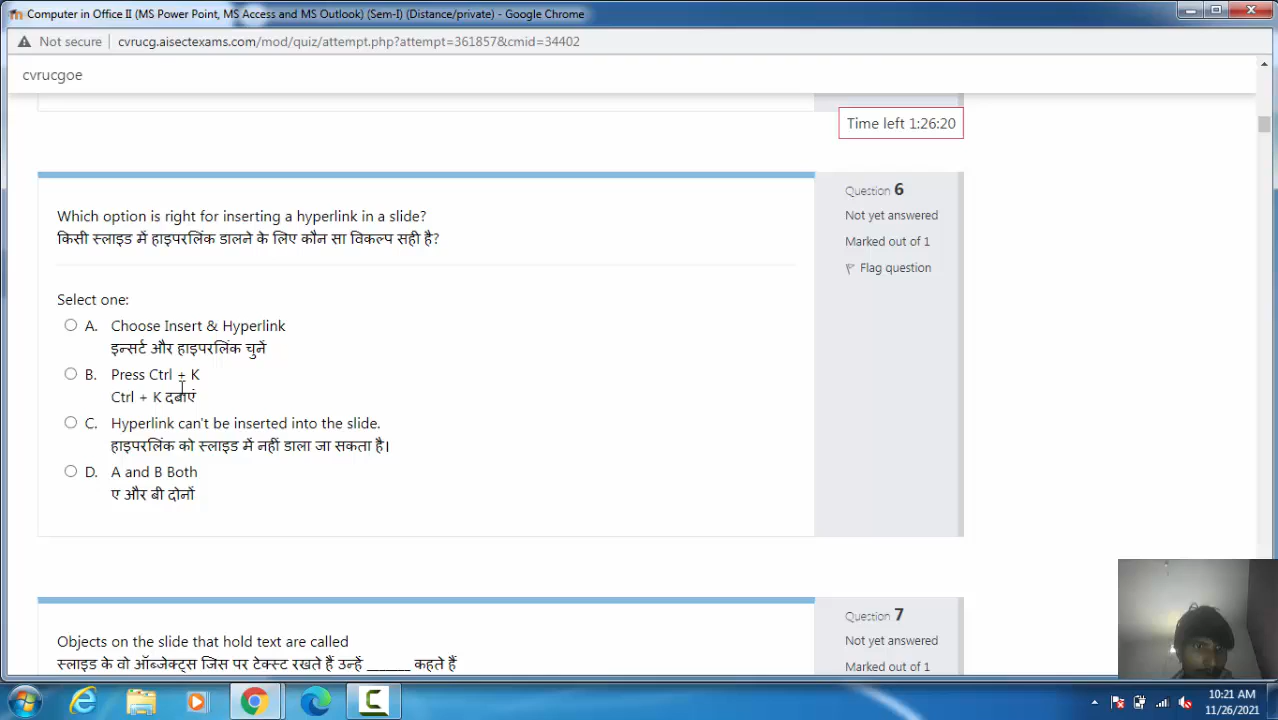 Computer in Office II (MS Power Point, MS Access and MS Outlook) (Sem-I) (Distance/private) - Google Chrome
Not secure | cvrucg.aisectexams.com/mod/quiz/attempt.php?attempt=361857&cmid=34402
cvrucgoe
Time left 1:26:20
Question 6
Not yet answered
Marked out of 1
Flag question
Which option is right for inserting a hyperlink in a slide?
किसी स्लाइड में हाइपरलिंक डालने के लिए कौन सा विकल्प सही है?
Select one:
A. Choose Insert & Hyperlink
इन्सर्ट और हाइपरलिंक चुनें
B. Press Ctrl + K
Ctrl + K दबाएं
C. Hyperlink can't be inserted into the slide.
हाइपरलिंक को स्लाइड में नहीं डाला जा सकता है।
D. A and B Both
ए और बी दोनों
Question 7
Not yet answered
Marked out of 1
Objects on the slide that hold text are called
स्लाइड के वो ऑब्जेक्ट्स जिस पर टेक्स्ट रखते हैं उन्हें ______ कहते हैं
10:21 AM
11/26/2021